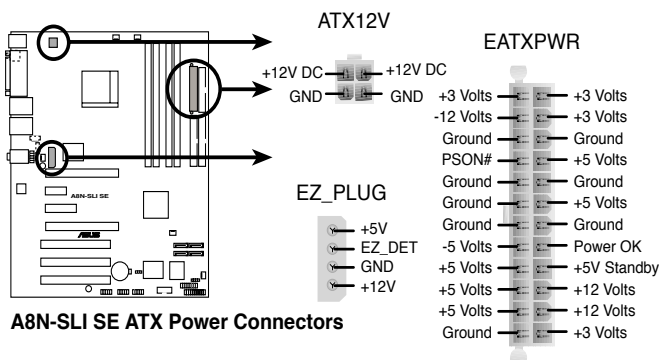 ATX12V
+12V DC +12V DC
GND GND
EATXPWR
+3 Volts +3 Volts
-12 Volts +3 Volts
Ground Ground
PSON# +5 Volts
Ground Ground
Ground +5 Volts
Ground Ground
-5 Volts Power OK
+5 Volts +5V Standby
+5 Volts +12 Volts
+5 Volts +12 Volts
Ground +3 Volts
EZ_PLUG
+5V
EZ_DET
GND
+12V
A8N-SLI SE
ASUS
A8N-SLI SE ATX Power Connectors